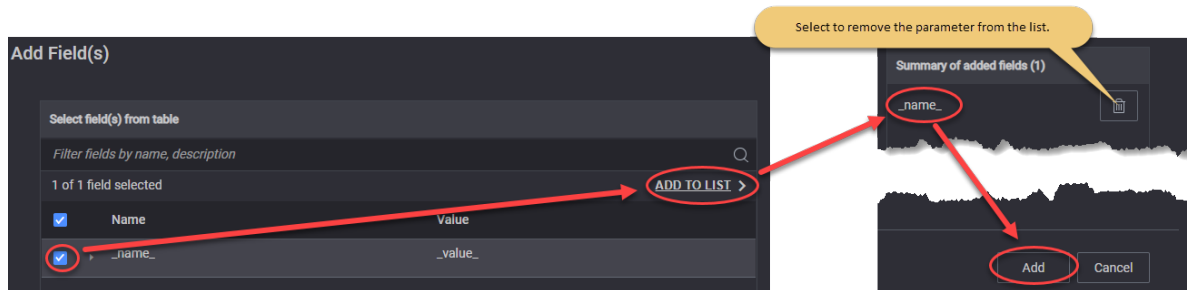 Select to remove the parameter from the list.
Add Field(s)
Select field(s) from table
Filter fields by name, description
1 of 1 field selected
ADD TO LIST >
Name Value
_name_ _value_
Summary of added fields (1)
_name_
Add Cancel